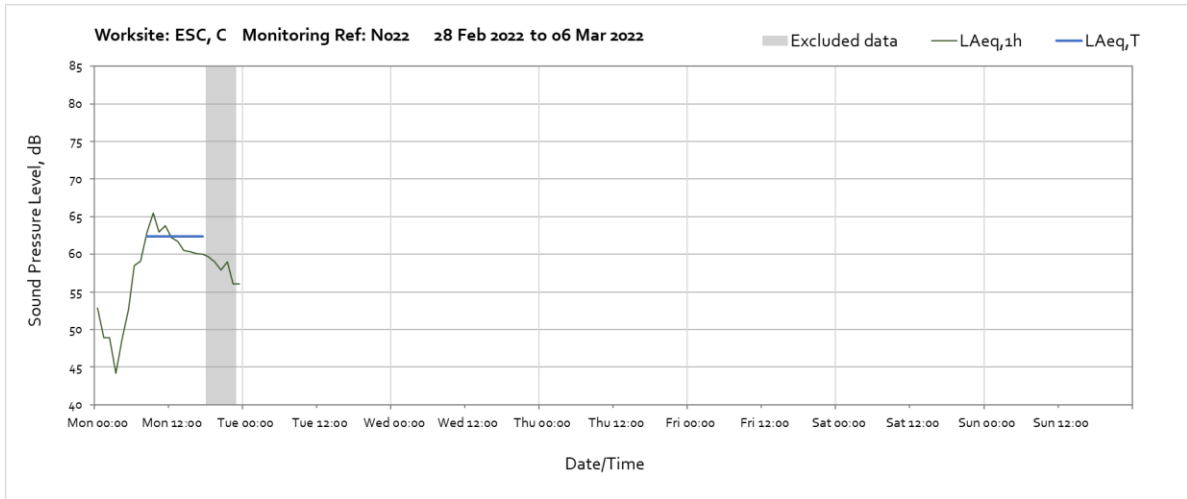 Worksite: ESC, C Monitoring Ref: N022 28 Feb 2022 to 06 Mar 2022
Excluded data LAeq,1h LAeq,T
85
80
75
70
65
60
55
50
45
40
Sound Pressure Level, dB
Mon 00:00 Mon 12:00 Tue 00:00 Tue 12:00 Wed 00:00 Wed 12:00 Thu 00:00 Thu 12:00 Fri 00:00 Fri 12:00 Sat 00:00 Sat 12:00 Sun 00:00 Sun 12:00
Date/Time